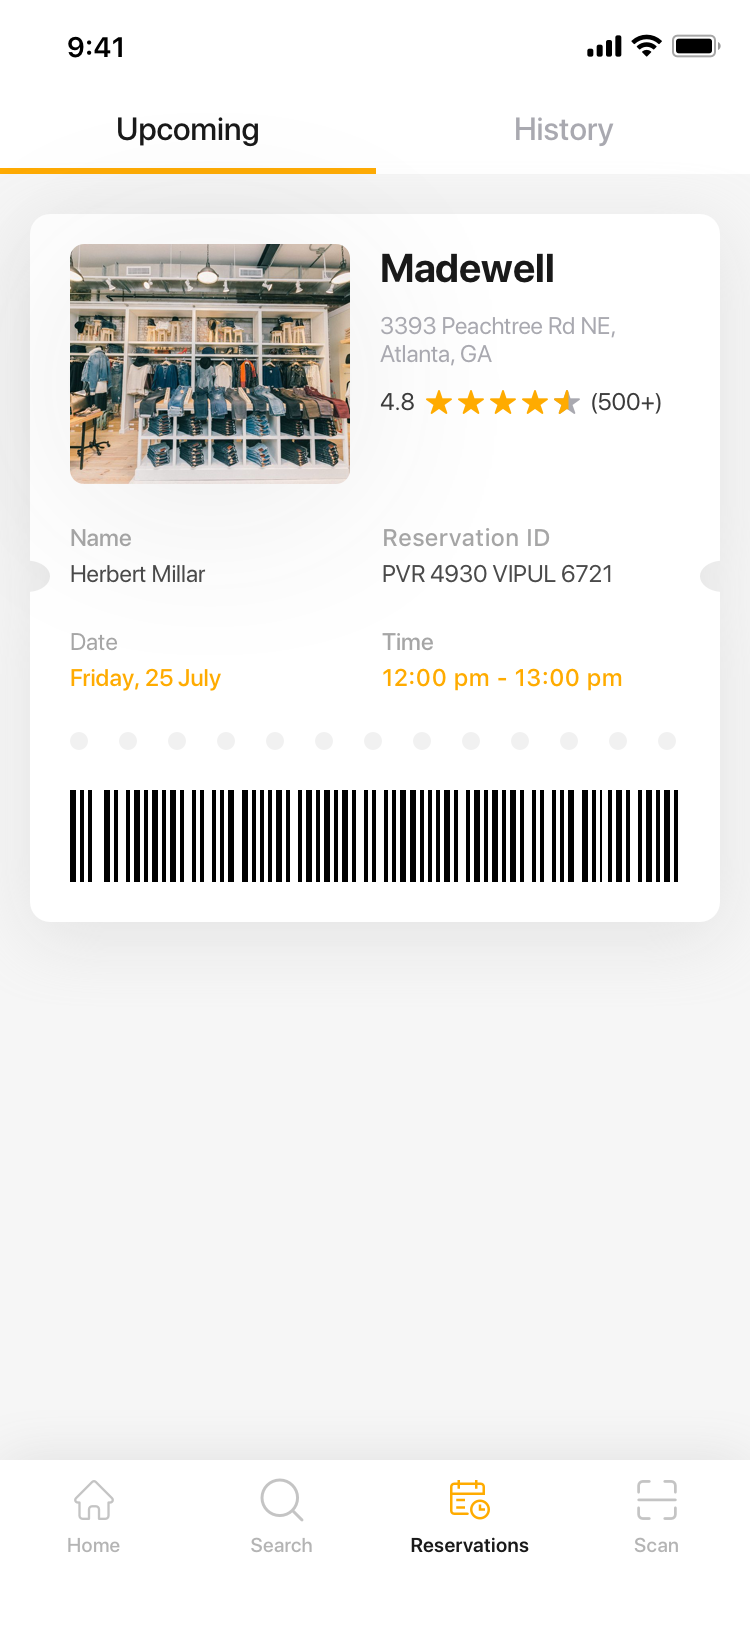 9:41
Upcoming
History
Madewell
3393 Peachtree Rd NE,
Atlanta, GA
4.8 (500+)
Name
Reservation ID
Herbert Millar
PVR 4930 VIPUL 6721
Date
Time
Friday, 25 July
12:00 pm - 13:00 pm
Home
Search
Reservations
Scan